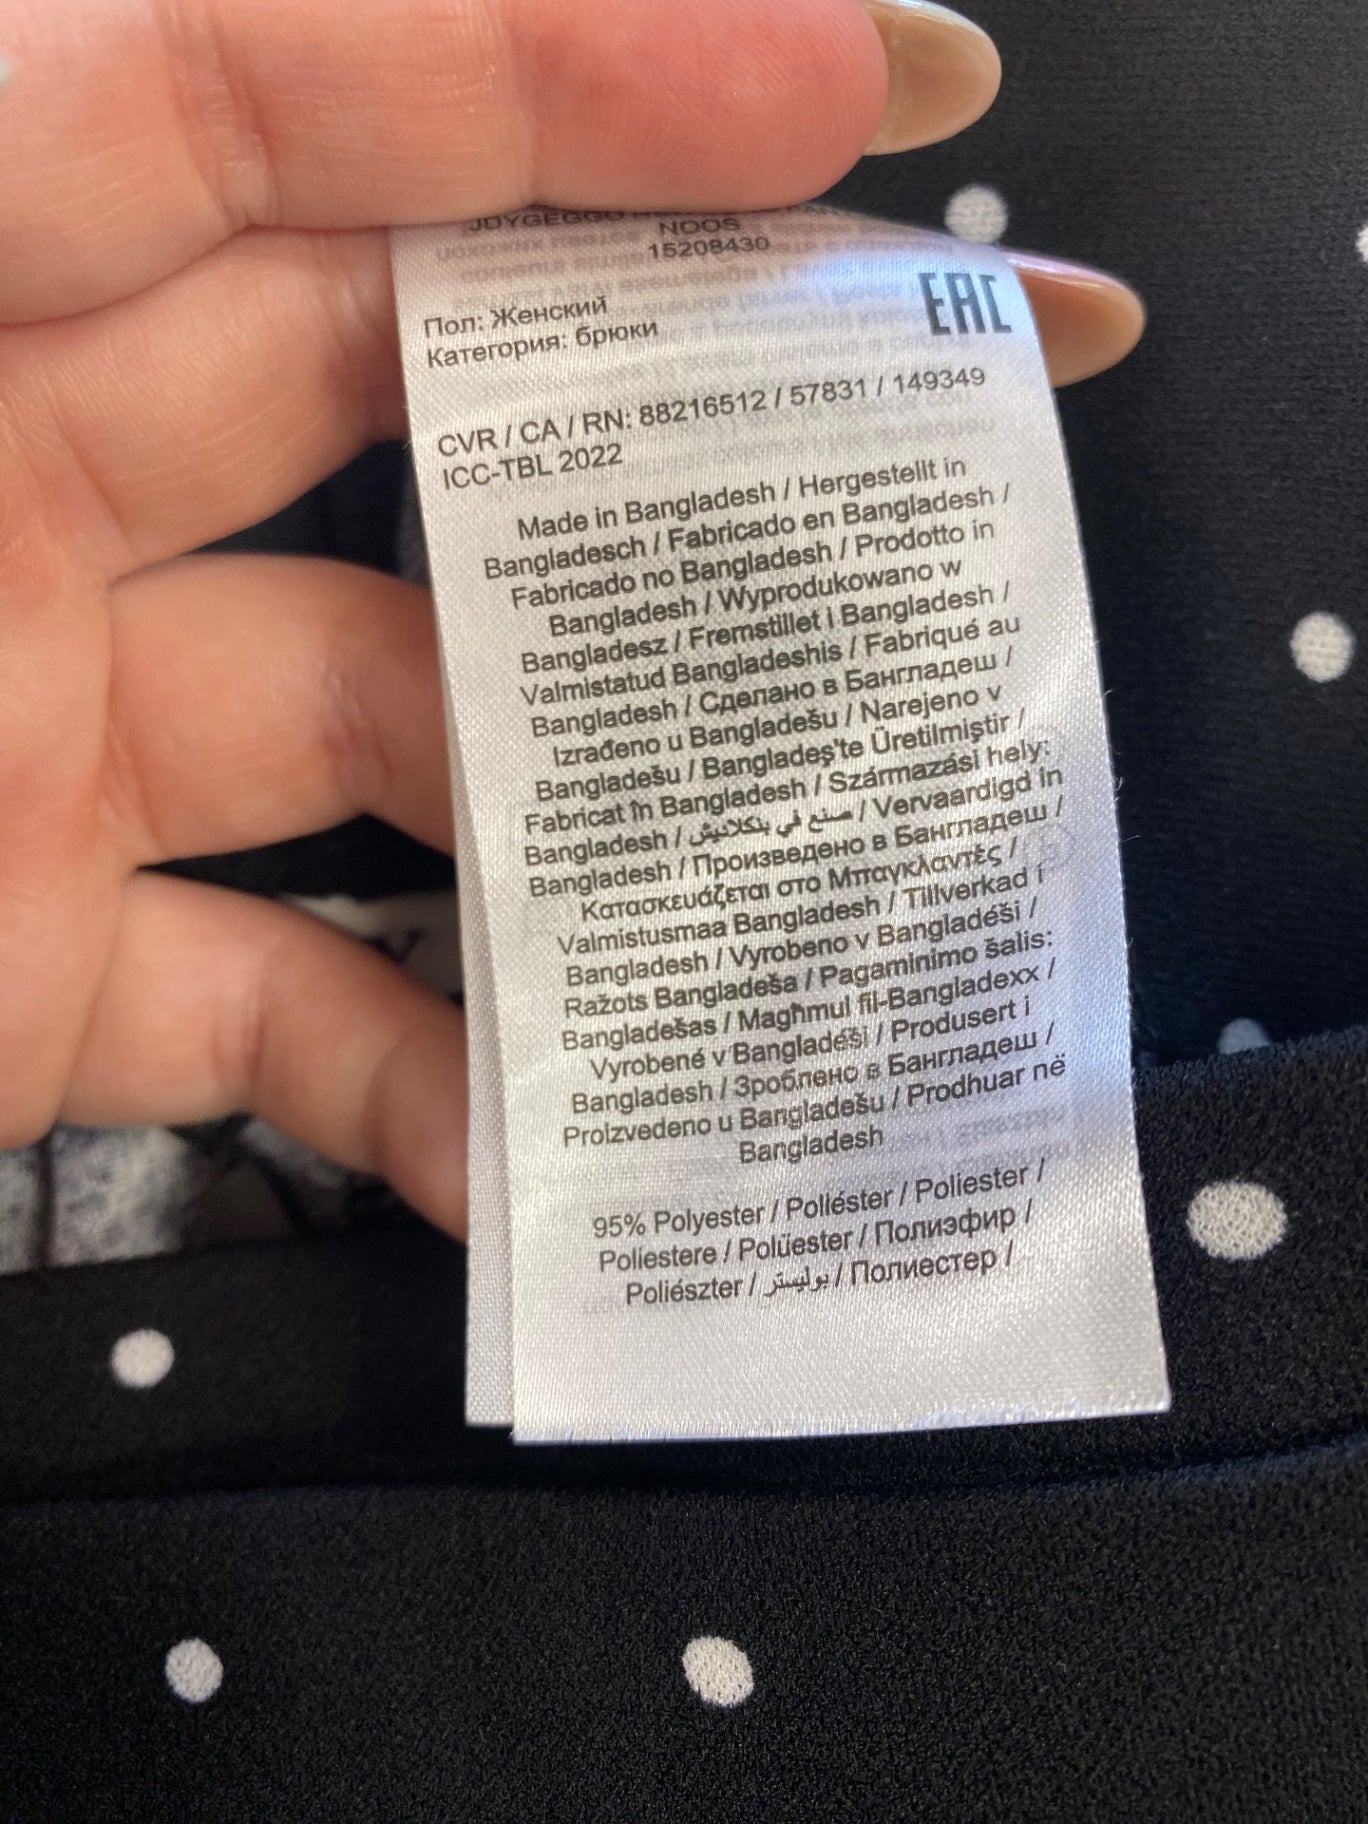 JDYGEGGO
NOOS
15208430
Пол: Женский
Категория: брюки
EAC
CVR / CA / RN: 88216512 / 57831 / 149349
ICC-TBL 2022
Made in Bangladesh / Hergestellt in
Bangladesch / Fabricado en Bangladesh /
Fabricado no Bangladesh / Prodotto in
Bangladesh / Wyprodukowano w
Bangladesz / Fremstillet i Bangladesh /
Valmistatud Bangladeshis / Fabriqué au
Bangladesh / Сделано в Бангладеш /
Izrađeno u Bangladešu / Narejeno v
Bangladešu / Bangladeş'te Üretilmiştir /
Fabricat în Bangladesh / Származási hely:
Bangladesh / صنع في بنكلاديش / Vervaardigd in
Bangladesh / Произведено в Бангладеш /
Κατασκευάζεται στο Μπαγκλαντές /
Valmistusmaa Bangladesh / Tillverkad i
Bangladesh / Vyrobeno v Bangladéši /
Ražots Bangladeša / Pagaminimo šalis:
Bangladešas / Magħmul fil-Bangladexx /
Vyrobené v Bangladéši / Produsert i
Bangladesh / Зроблено в Бангладеш /
Proizvedeno u Bangladešu / Prodhuar në
Bangladesh
95% Polyester / Poliéster / Poliester /
Poliestere / Polüester / Полиэфир /
Poliészter / بوليستر / Полиестер /